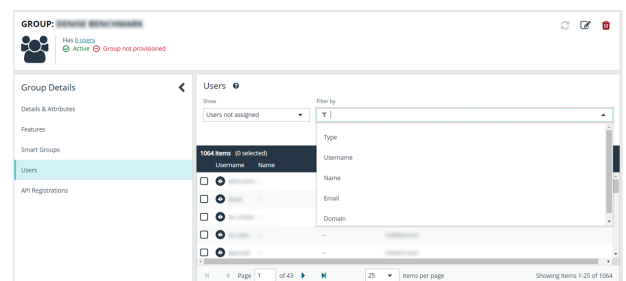 GROUP:
Has 0 users
Active Group not provisioned
Group Details
Details & Attributes
Features
Smart Groups
Users
API Registrations
Users
Show
Filter by
Users not assigned
Type
Username
Name
Email
Domain
1064 items (0 selected)
Username Name
--
Page 1 of 43
25 items per page
Showing Items 1-25 of 1064